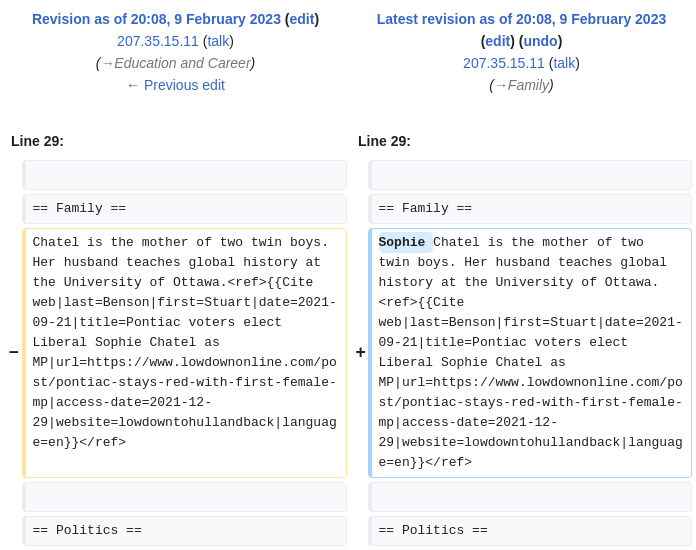 Revision as of 20:08, 9 February 2023 (edit)
207.35.15.11 (talk)
(→Education and Career)
← Previous edit
Latest revision as of 20:08, 9 February 2023
(edit) (undo)
207.35.15.11 (talk)
(→Family)
Line 29:
Line 29:
== Family ==
== Family ==
−
Chatel is the mother of two twin boys.
Her husband teaches global history at
the University of Ottawa.<ref>{{Cite
web|last=Benson|first=Stuart|date=2021-
09-21|title=Pontiac voters elect
Liberal Sophie Chatel as
MP|url=https://www.lowdownonline.com/po
st/pontiac-stays-red-with-first-female-
mp|access-date=2021-12-
29|website=lowdowntohullandback|languag
e=en}}</ref>
+
Sophie Chatel is the mother of two
twin boys. Her husband teaches global
history at the University of Ottawa.
<ref>{{Cite
web|last=Benson|first=Stuart|date=2021-
09-21|title=Pontiac voters elect
Liberal Sophie Chatel as
MP|url=https://www.lowdownonline.com/po
st/pontiac-stays-red-with-first-female-
mp|access-date=2021-12-
29|website=lowdowntohullandback|languag
e=en}}</ref>
== Politics ==
== Politics ==